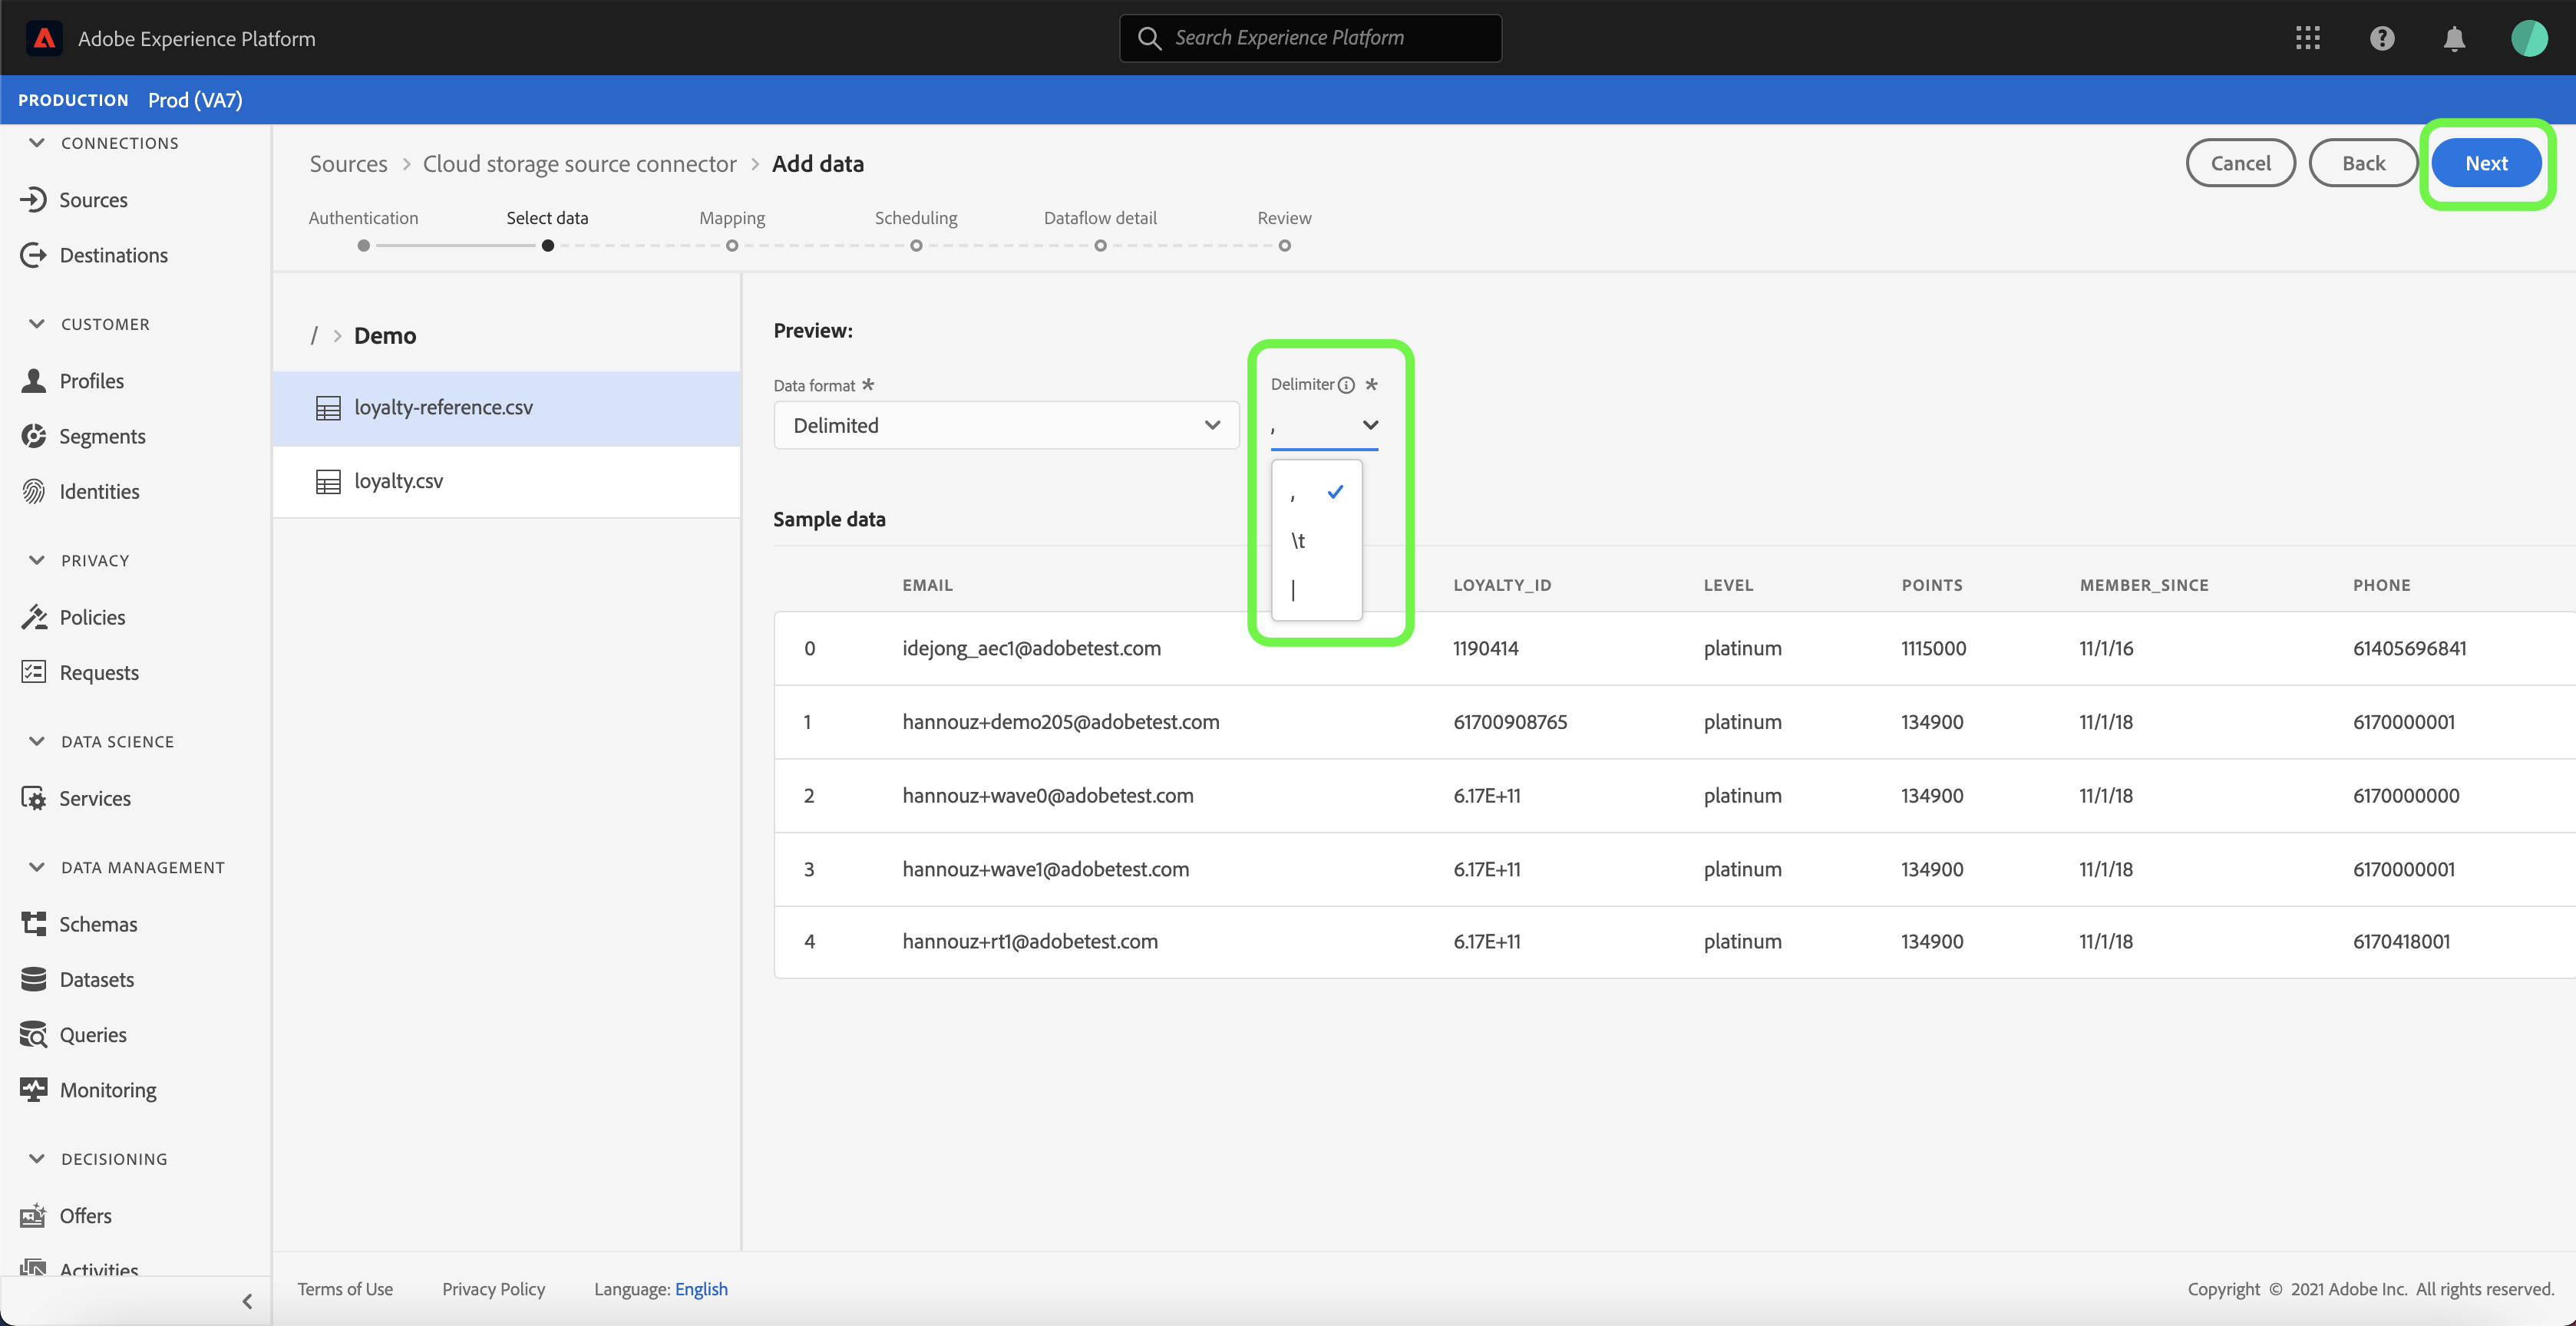 Adobe Experience Platform
Search Experience Platform
PRODUCTION Prod (VA7)
CONNECTIONS
Sources
Destinations
CUSTOMER
Profiles
Segments
Identities
PRIVACY
Policies
Requests
DATA SCIENCE
Services
DATA MANAGEMENT
Schemas
Datasets
Queries
Monitoring
DECISIONING
Offers
Activities
Sources > Cloud storage source connector > Add data
Cancel Back Next
Authentication Select data Mapping Scheduling Dataflow detail Review
/ > Demo
loyalty-reference.csv
loyalty.csv
Preview:
Data format * Delimiter *
Delimited ,
,
\t
|
Sample data
EMAIL LOYALTY_ID LEVEL POINTS MEMBER_SINCE PHONE
0 idejong_aec1@adobetest.com 1190414 platinum 1115000 11/1/16 61405696841
1 hannouz+demo205@adobetest.com 61700908765 platinum 134900 11/1/18 6170000001
2 hannouz+wave0@adobetest.com 6.17E+11 platinum 134900 11/1/18 6170000000
3 hannouz+wave1@adobetest.com 6.17E+11 platinum 134900 11/1/18 6170000001
4 hannouz+rt1@adobetest.com 6.17E+11 platinum 134900 11/1/18 6170418001
Terms of Use Privacy Policy Language: English Copyright © 2021 Adobe Inc. All rights reserved.